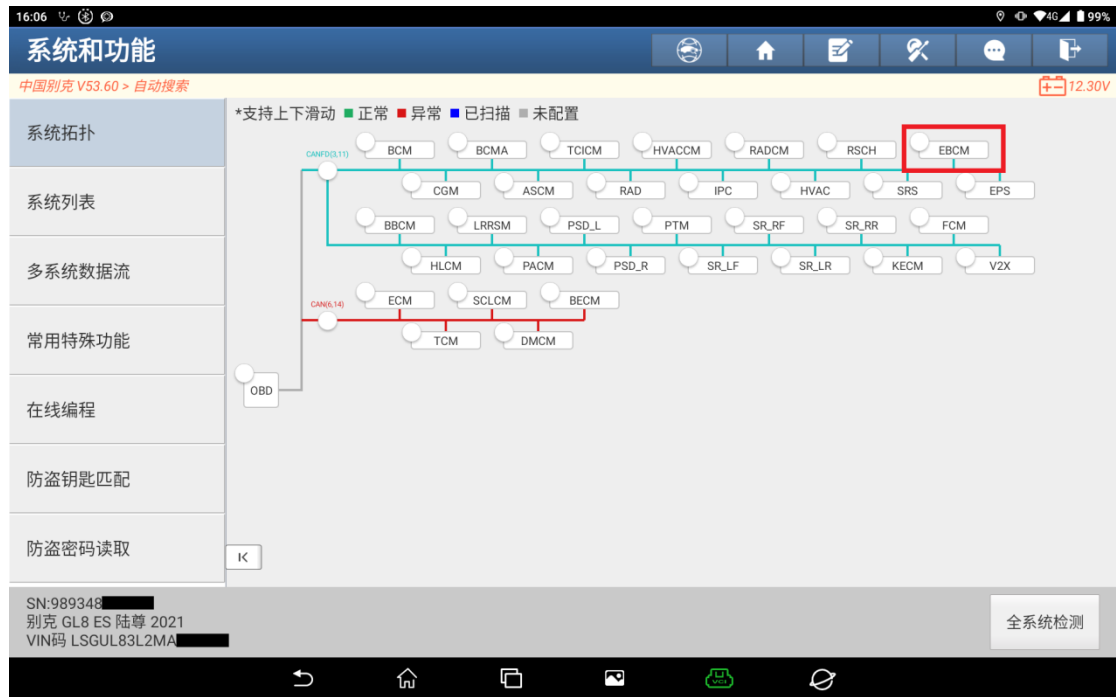 16:06 4G 99%
系统和功能
中国别克 V53.60 > 自动搜索 12.30V
系统拓扑
系统列表
多系统数据流
常用特殊功能
在线编程
防盗钥匙匹配
防盗密码读取
*支持上下滑动 正常 异常 已扫描 未配置
CANFD(3,11) BCM BCMA TCICM HVACCM RADCM RSCH EBCM
CGM ASCM RAD IPC HVAC SRS EPS
BBCM LRRSM PSD_L PTM SR_RF SR_RR FCM
HLCM PACM PSD_R SR_LF SR_LR KECM V2X
CAN(6,14) ECM SCLCM BECM
TCM DMCM
OBD
SN:989348
别克 GL8 ES 陆尊 2021
VIN码 LSGUL83L2MA
全系统检测
VCI